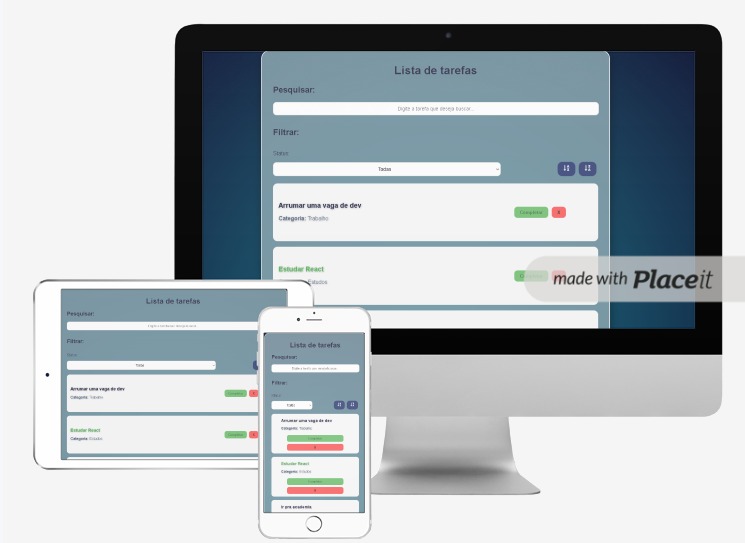 Lista de tarefas
Pesquisar:
Digite a tarefa que deseja buscar...
Filtrar:
Status:
Todas
Arrumar uma vaga de dev
Categoria: Trabalho
Completar X
Estudar React
Estudos
made with Placeit
Lista de tarefas
Pesquisar:
Filtrar:
Todas
Arrumar uma vaga de dev
Categoria: Trabalho
Completar X
Estudar React
Categoria: Estudos
Completar X
Lista de tarefas
Pesquisar:
Filtrar:
Arrumar uma vaga de dev
Categoria: Trabalho
Completar
X
Estudar React
Categoria: Estudos
Completar
X
Ir pra academia